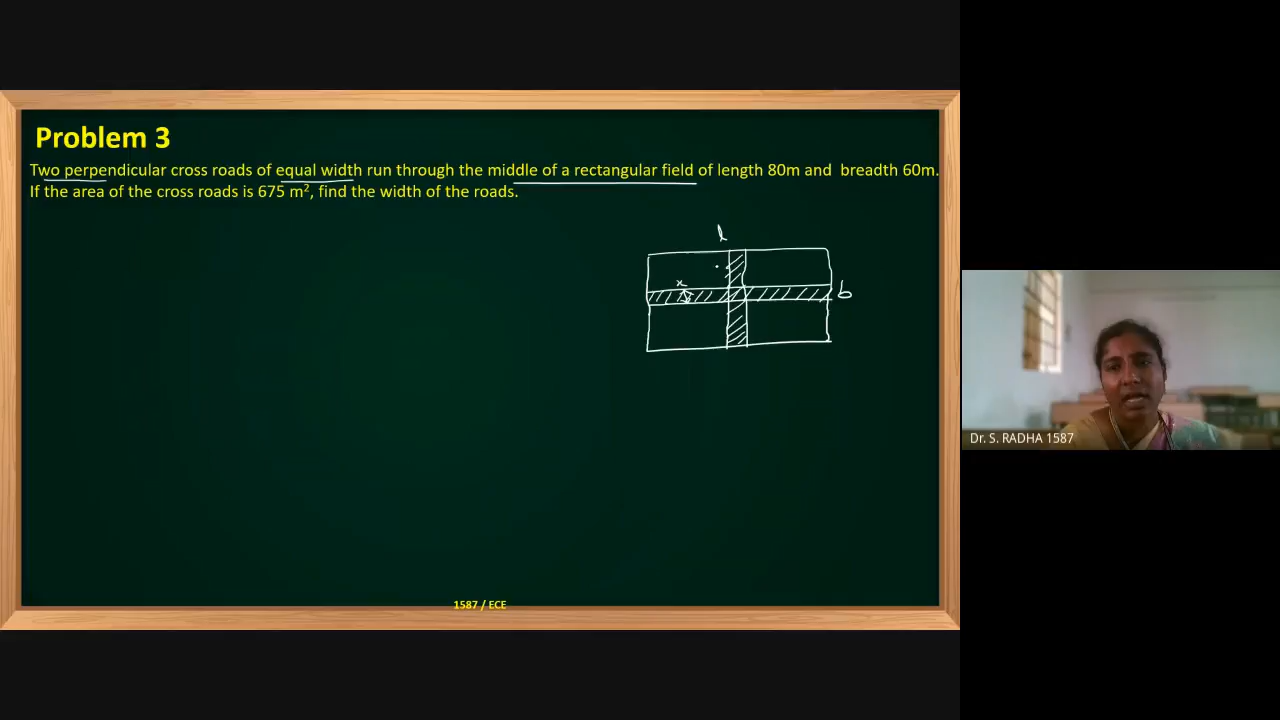 Problem 3
Two perpendicular cross roads of equal width run through the middle of a rectangular field of length 80m and breadth 60m.
If the area of the cross roads is 675 m², find the width of the roads.
l
x
b
Dr. S. RADHA 1587
1587 / ECE